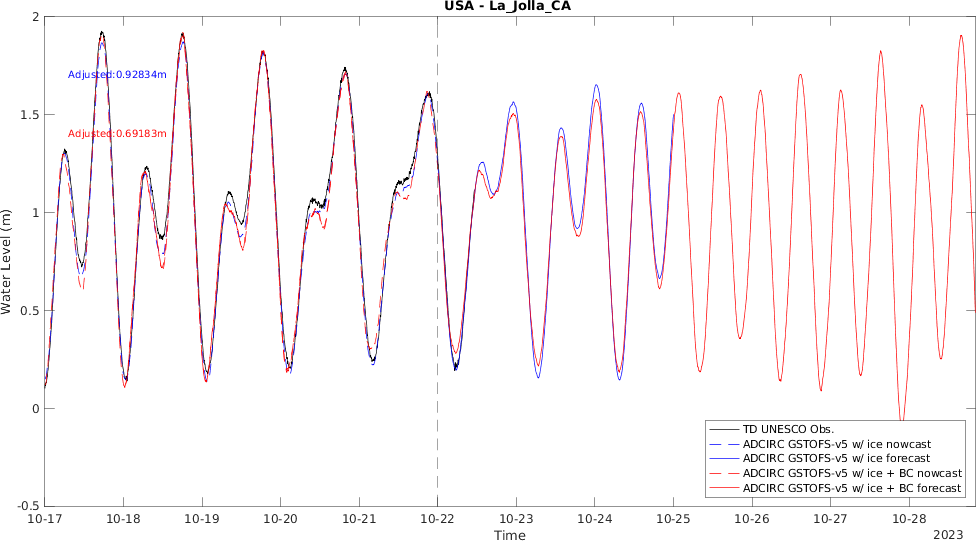 USA - La_Jolla_CA
2
Adjusted:0.92834m
1.5
Adjusted:0.69183m
1
Water Level (m)
0.5
0
TD UNESCO Obs.
ADCIRC GSTOFS-v5 w/ ice nowcast
ADCIRC GSTOFS-v5 w/ ice forecast
ADCIRC GSTOFS-v5 w/ ice + BC nowcast
ADCIRC GSTOFS-v5 w/ ice + BC forecast
-0.5
10-17 10-18 10-19 10-20 10-21 10-22 10-23 10-24 10-25 10-26 10-27 10-28
Time
2023